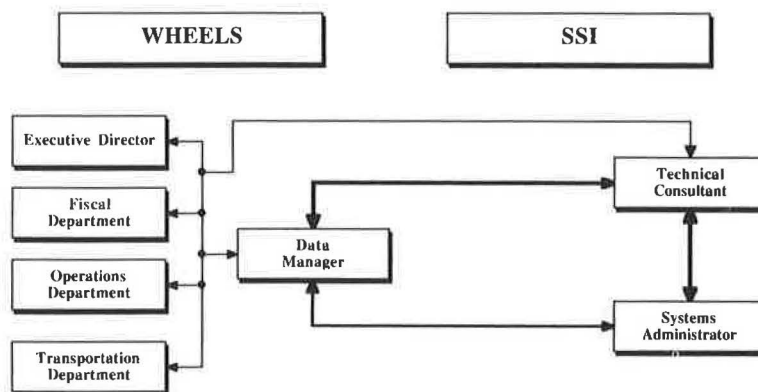 WHEELS
SSI
Executive Director
Fiscal
Department
Operations
Department
Transportation
Department
Data
Manager
Technical
Consultant
Systems
Administrator